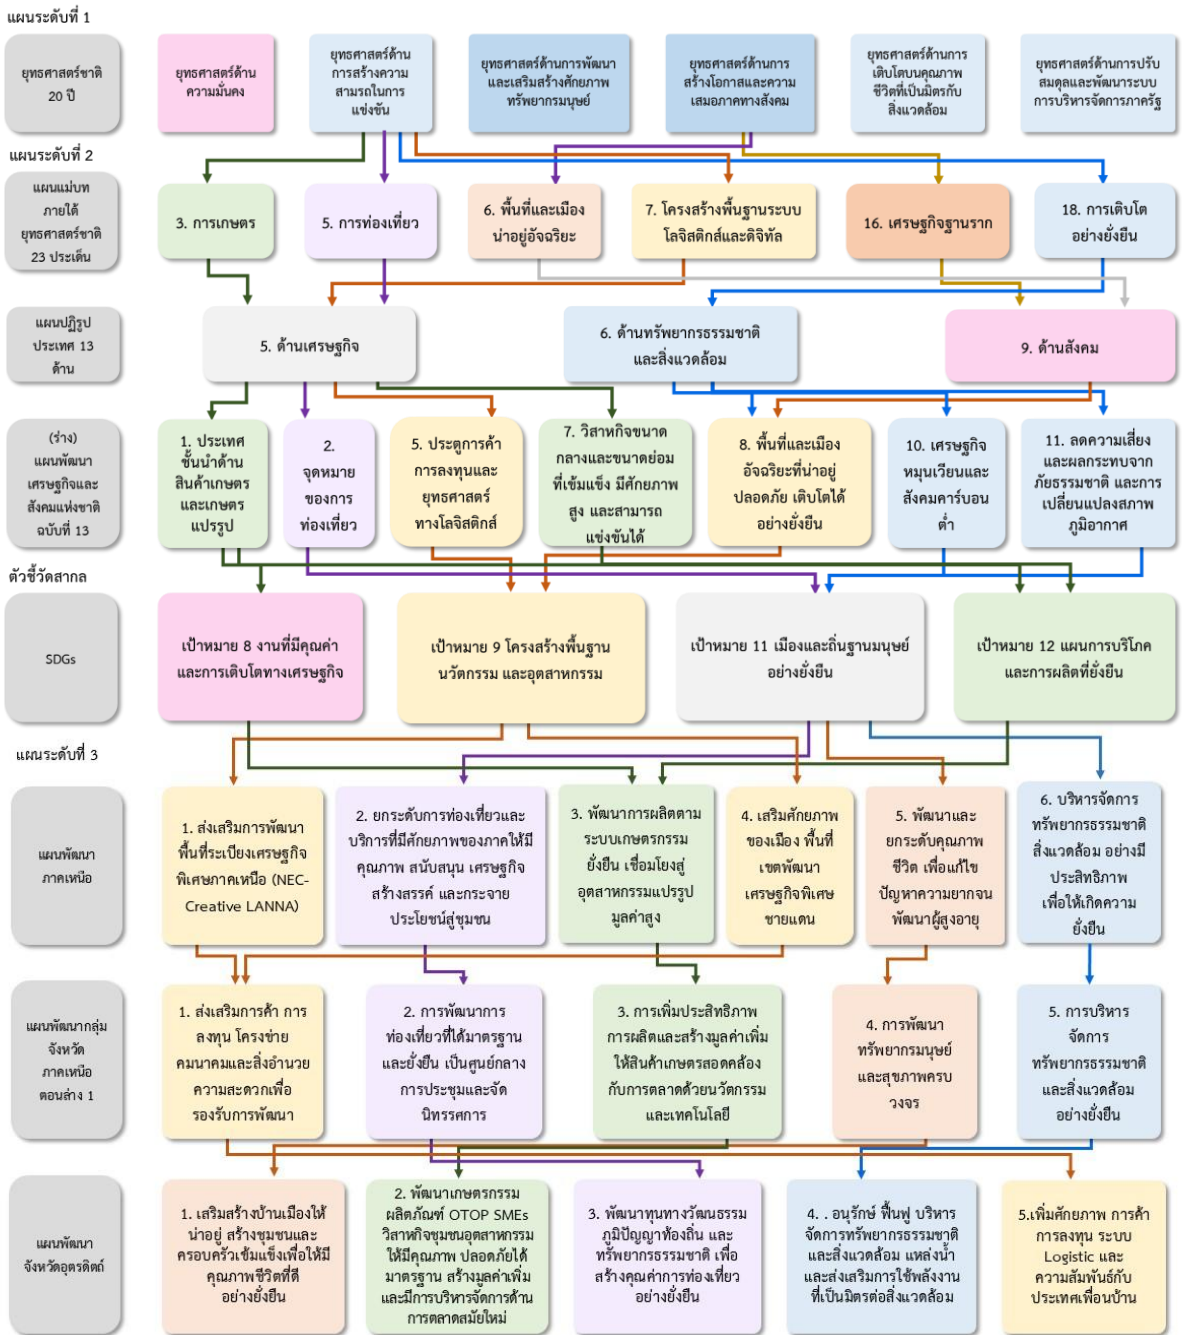 แผนระดับที่ 1
ยุทธศาสตร์ชาติ
20 ปี
ยุทธศาสตร์ด้าน
ความมั่นคง
ยุทธศาสตร์ด้าน
การสร้างความ
สามรถในการ
แข่งขัน
ยุทธศาสตร์ด้านการพัฒนา
และเสริมสร้างศักยภาพ
ทรัพยากรมนุษย์
ยุทธศาสตร์ด้านการ
สร้างโอกาสและความ
เสมอภาคทางสังคม
ยุทธศาสตร์ด้านการ
เติบโตบนคุณภาพ
ชีวิตที่เป็นมิตรกับ
สิ่งแวดล้อม
ยุทธศาสตร์ด้านการปรับ
สมดุลและพัฒนาระบบ
การบริหารจัดการภาครัฐ
แผนระดับที่ 2
แผนแม่บท
ภายใต้
ยุทธศาสตร์ชาติ
23 ประเด็น
3. การเกษตร
5. การท่องเที่ยว
6. พื้นที่และเมือง
น่าอยู่อัจฉริยะ
7. โครงสร้างพื้นฐานระบบ
โลจิสติกส์และดิจิทัล
16. เศรษฐกิจฐานราก
18. การเติบโต
อย่างยั่งยืน
แผนปฏิรูป
ประเทศ 13
ด้าน
5. ด้านเศรษฐกิจ
6. ด้านทรัพยากรธรรมชาติ
และสิ่งแวดล้อม
9. ด้านสังคม
(ร่าง)
แผนพัฒนา
เศรษฐกิจและ
สังคมแห่งชาติ
ฉบับที่ 13
1. ประเทศ
ชั้นนำด้าน
สินค้าเกษตร
และเกษตร
แปรรูป
2.
จุดหมาย
ของการ
ท่องเที่ยว
5. ประตูการค้า
การลงทุนและ
ยุทธศาสตร์
ทางโลจิสติกส์
7. วิสาหกิจขนาด
กลางและขนาดย่อม
ที่เข้มแข็ง มีศักยภาพ
สูง และสามารถ
แข่งขันได้
8. พื้นที่และเมือง
อัจฉริยะที่น่าอยู่
ปลอดภัย เติบโตได้
อย่างยั่งยืน
10. เศรษฐกิจ
หมุนเวียนและ
สังคมคาร์บอน
ต่ำ
11. ลดความเสี่ยง
และผลกระทบจาก
ภัยธรรมชาติ และการ
เปลี่ยนแปลงสภาพ
ภูมิอากาศ
ตัวชี้วัดสากล
SDGs
เป้าหมาย 8 งานที่มีคุณค่า
และการเติบโตทางเศรษฐกิจ
เป้าหมาย 9 โครงสร้างพื้นฐาน
นวัตกรรม และอุตสาหกรรม
เป้าหมาย 11 เมืองและถิ่นฐานมนุษย์
อย่างยั่งยืน
เป้าหมาย 12 แผนการบริโภค
และการผลิตที่ยั่งยืน
แผนระดับที่ 3
แผนพัฒนา
ภาคเหนือ
1. ส่งเสริมการพัฒนา
พื้นที่ระเบียงเศรษฐกิจ
พิเศษภาคเหนือ (NEC-
Creative LANNA)
2. ยกระดับการท่องเที่ยวและ
บริการที่มีศักยภาพของภาคให้มี
คุณภาพ สนับสนุน เศรษฐกิจ
สร้างสรรค์ และกระจาย
ประโยชน์สู่ชุมชน
3. พัฒนาการผลิตตาม
ระบบเกษตรกรรม
ยั่งยืน เชื่อมโยงสู่
อุตสาหกรรมแปรรูป
มูลค่าสูง
4. เสริมศักยภาพ
ของเมือง พื้นที่
เขตพัฒนา
เศรษฐกิจพิเศษ
ชายแดน
5. พัฒนาและ
ยกระดับคุณภาพ
ชีวิต เพื่อแก้ไข
ปัญหาความยากจน
พัฒนาผู้สูงอายุ
6. บริหารจัดการ
ทรัพยากรธรรมชาติ
สิ่งแวดล้อม อย่างมี
ประสิทธิภาพ
เพื่อให้เกิดความ
ยั่งยืน
แผนพัฒนากลุ่ม
จังหวัด
ภาคเหนือ
ตอนล่าง 1
1. ส่งเสริมการค้า การ
ลงทุน โครงข่าย
คมนาคมและสิ่งอำนวย
ความสะดวกเพื่อ
รองรับการพัฒนา
2. การพัฒนาการ
ท่องเที่ยวที่ได้มาตรฐาน
และยั่งยืน เป็นศูนย์กลาง
การประชุมและจัด
นิทรรศการ
3. การเพิ่มประสิทธิภาพ
การผลิตและสร้างมูลค่าเพิ่ม
ให้สินค้าเกษตรสอดคล้อง
กับการตลาดด้วยนวัตกรรม
และเทคโนโลยี
4. การพัฒนา
ทรัพยากรมนุษย์
และสุขภาพครบ
วงจร
5. การบริหาร
จัดการ
ทรัพยากรธรรมชาติ
และสิ่งแวดล้อม
อย่างยั่งยืน
แผนพัฒนา
จังหวัดอุตรดิตถ์
1. เสริมสร้างบ้านเมืองให้
น่าอยู่ สร้างชุมชนและ
ครอบครัวเข้มแข็งเพื่อให้มี
คุณภาพชีวิตที่ดี
อย่างยั่งยืน
2. พัฒนาเกษตรกรรม
ผลิตภัณฑ์ OTOP SMEs
วิสาหกิจชุมชนอุตสาหกรรม
ให้มีคุณภาพ ปลอดภัยได้
มาตรฐาน สร้างมูลค่าเพิ่ม
และมีการบริหารจัดการด้าน
การตลาดสมัยใหม่
3. พัฒนาทุนทางวัฒนธรรม
ภูมิปัญญาท้องถิ่น และ
ทรัพยากรธรรมชาติ เพื่อ
สร้างคุณค่าการท่องเที่ยว
อย่างยั่งยืน
4. . อนุรักษ์ ฟื้นฟู บริหาร
จัดการทรัพยากรธรรมชาติ
และสิ่งแวดล้อม แหล่งน้ำ
และส่งเสริมการใช้พลังงาน
ที่เป็นมิตรต่อสิ่งแวดล้อม
5.เพิ่มศักยภาพ การค้า
การลงทุน ระบบ
Logistic และ
ความสัมพันธ์กับ
ประเทศเพื่อนบ้าน